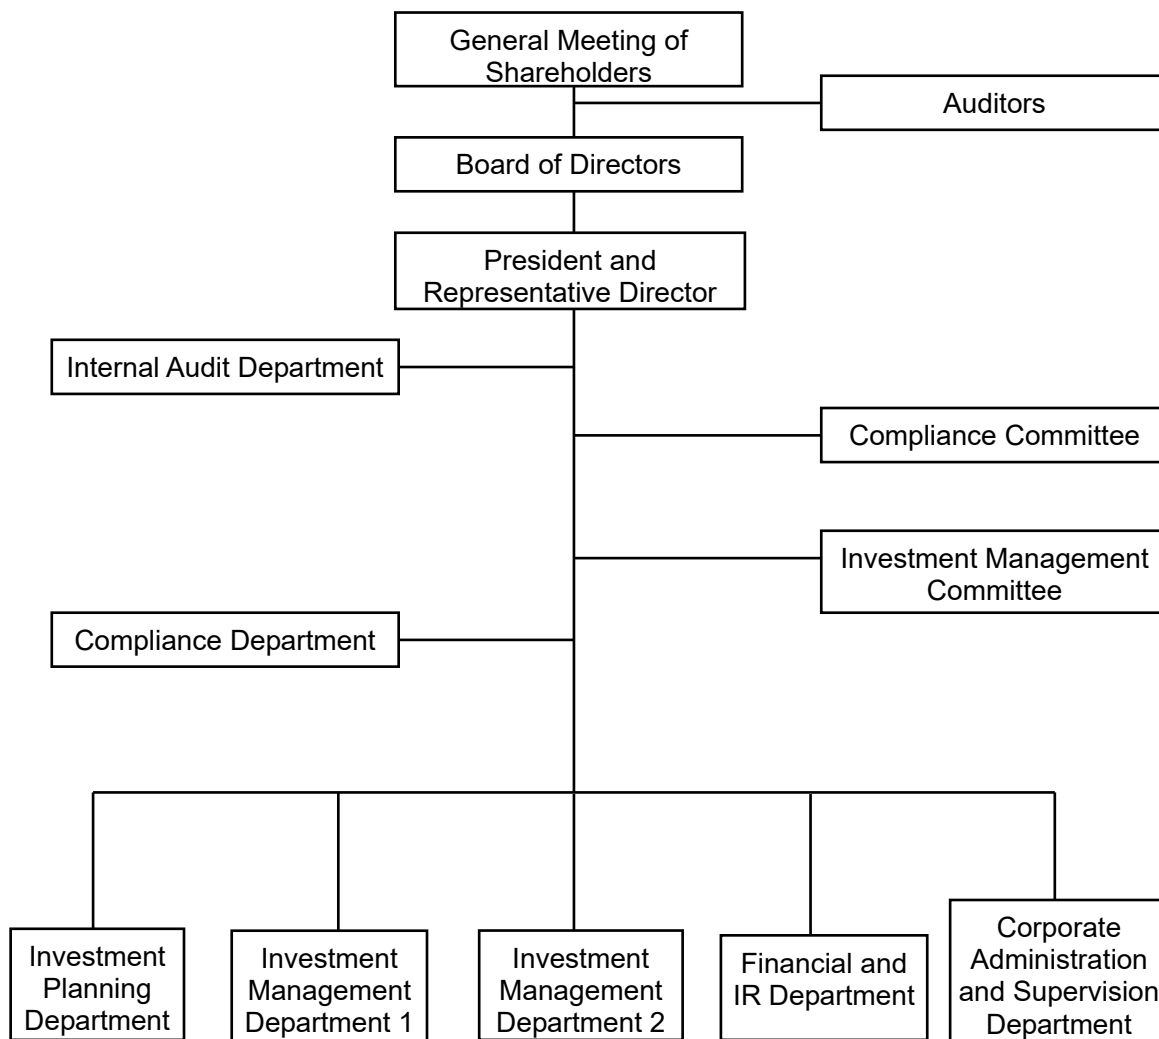 General Meeting of
Shareholders
Auditors
Board of Directors
President and
Representative Director
Internal Audit Department
Compliance Committee
Investment Management
Committee
Compliance Department
Investment
Planning
Department
Investment
Management
Department 1
Investment
Management
Department 2
Financial and
IR Department
Corporate
Administration
and Supervision
Department